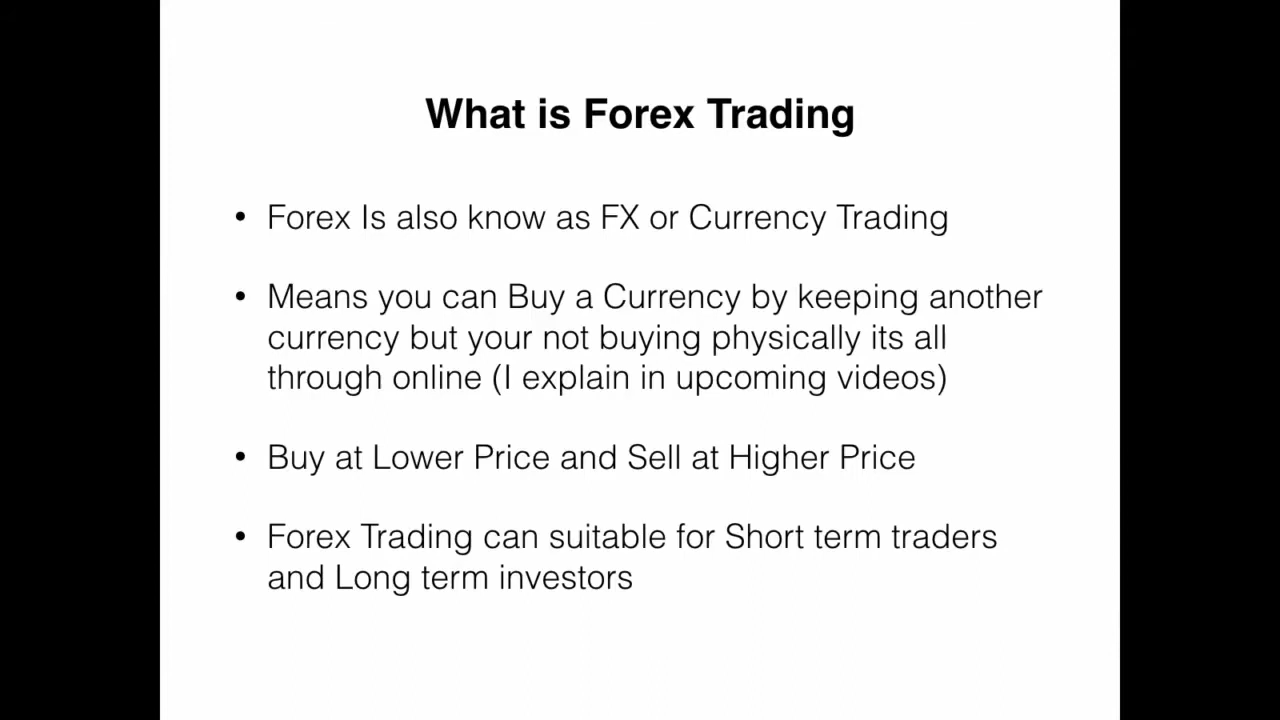 What is Forex Trading
• Forex Is also know as FX or Currency Trading
• Means you can Buy a Currency by keeping another
currency but your not buying physically its all
through online (I explain in upcoming videos)
• Buy at Lower Price and Sell at Higher Price
• Forex Trading can suitable for Short term traders
and Long term investors